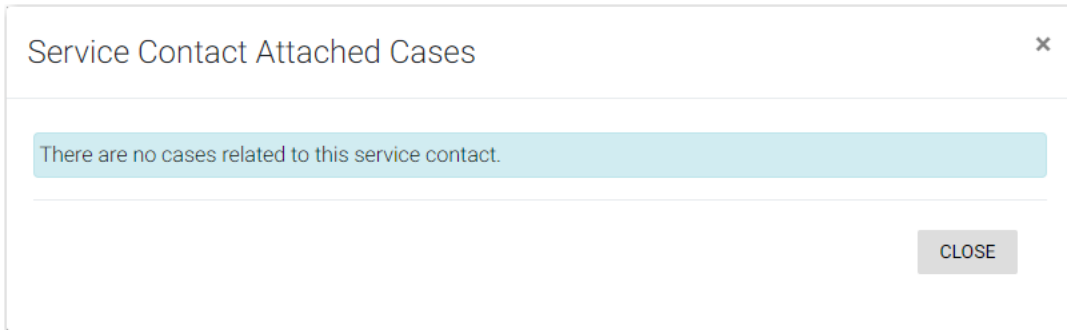 Service Contact Attached Cases
×
There are no cases related to this service contact.
CLOSE